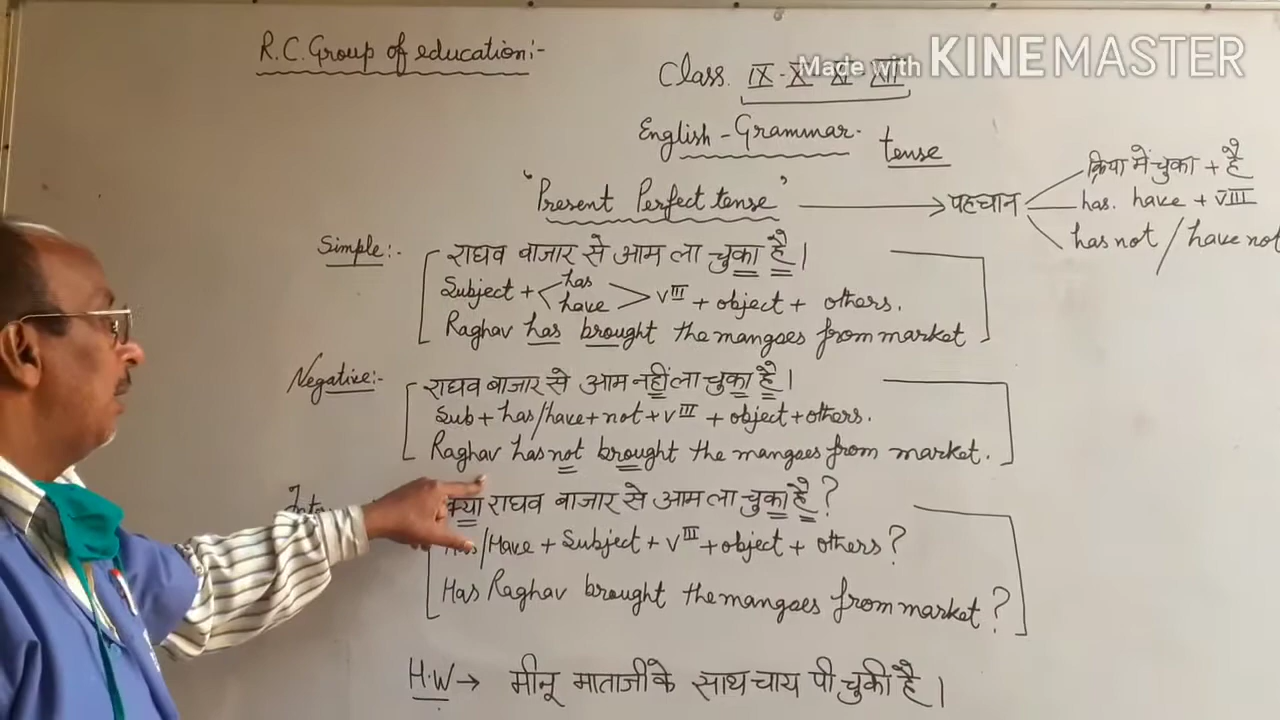 R.C. Group of education:-
Made with KINEMASTER
Class. IX - X - XI - XII
English - Grammar.
tense
"Present Perfect tense" → पहचान
क्रिया में चुका + है
has. have + VIII
has not / have not
Simple:- राघव बाजार से आम ला चुका है।
Subject + < has have > VIII + object + others.
Raghav has brought the mangoes from market
Negative:- राघव बाजार से आम नहीं ला चुका है।
Sub + has/have + not + VIII + object + others.
Raghav has not brought the mangoes from market.
क्या राघव बाजार से आम ला चुका है ?
Has/Have + Subject + VIII + object + others ?
Has Raghav brought the mangoes from market ?
H.W → मीनू माताजी के साथ चाय पी चुकी है।